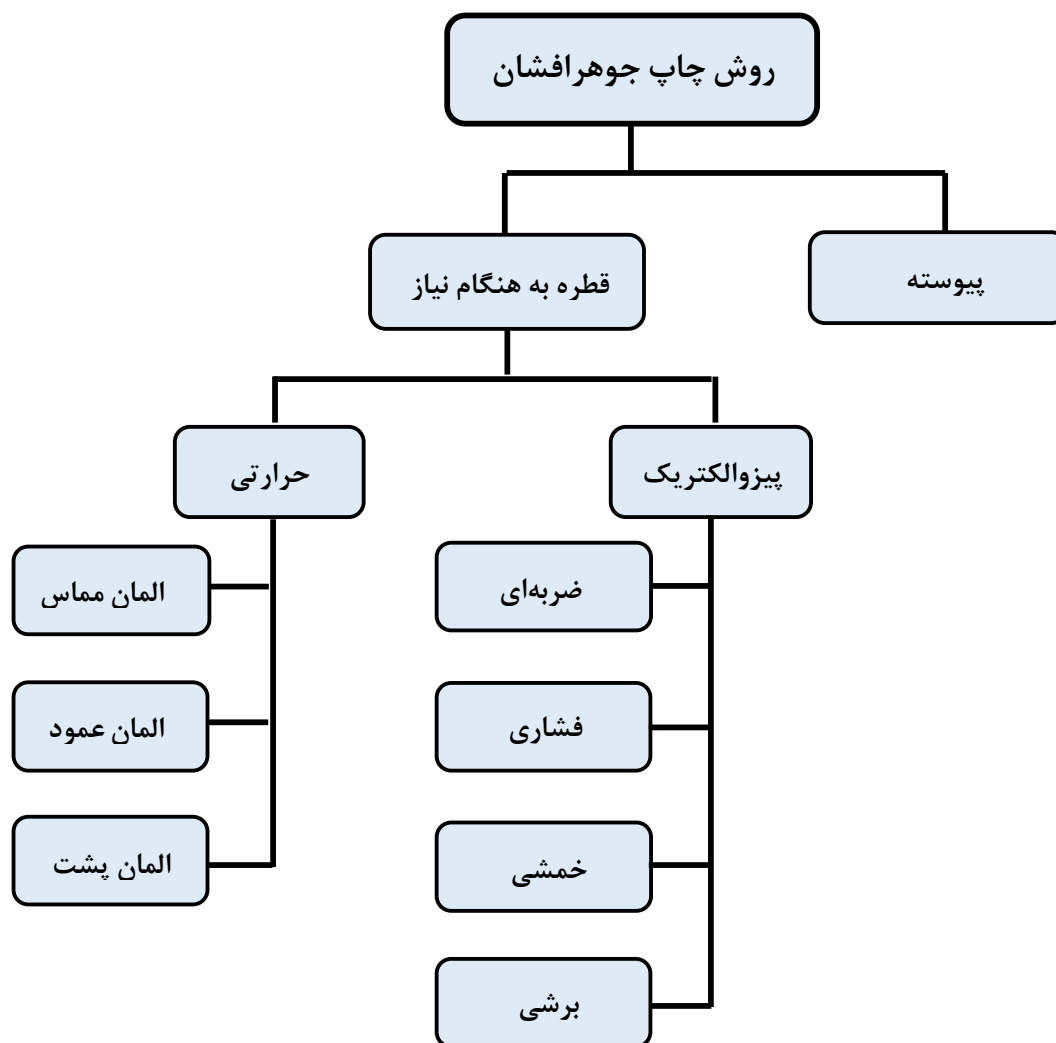 روش چاپ جوهرافشان
پیوسته
قطره به هنگام نیاز
پیزوالکتریک
حرارتی
ضربه‌ای
فشاری
خمشی
برشی
المان مماس
المان عمود
المان پشت